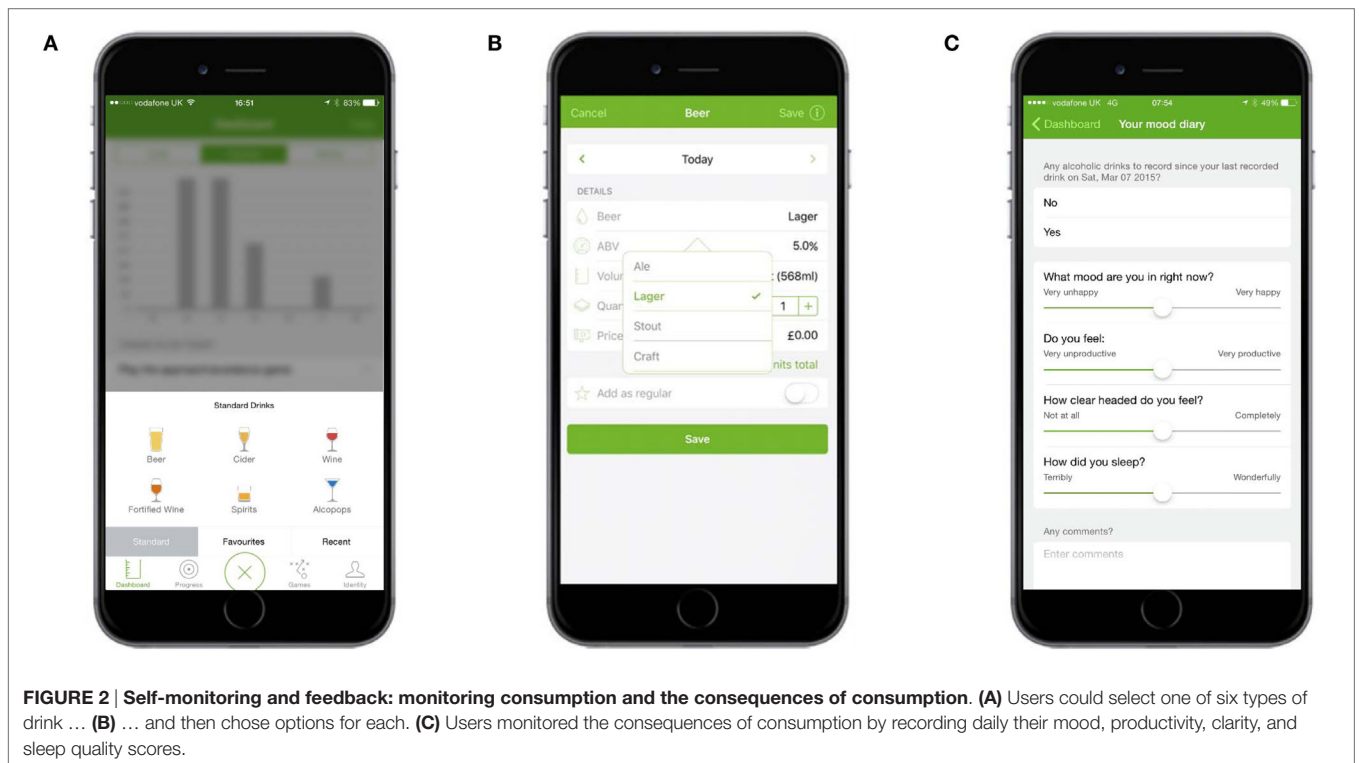 A
vodafone UK 16:51 83%
Standard Drinks
Beer Cider Wine
Fortified Wine Spirits Alcopops
Standard Favourites Recent
Dashboard Progress Games Identity
B
Cancel Beer Save
Today
DETAILS
Beer Lager
ABV 5.0%
(568ml)
1 +
Price £0.00
total
Ale
Lager
Stout
Craft
Add as regular
Save
C
vodafone UK 4G 07:54 49%
Dashboard Your mood diary
Any alcoholic drinks to record since your last recorded
drink on Sat, Mar 07 2015?
No
Yes
What mood are you in right now?
Very unhappy Very happy
Do you feel:
Very unproductive Very productive
How clear headed do you feel?
Not at all Completely
How did you sleep?
Terribly Wonderfully
Any comments?
Enter comments
FIGURE 2 | Self-monitoring and feedback: monitoring consumption and the consequences of consumption. (A) Users could select one of six types of
drink … (B) … and then chose options for each. (C) Users monitored the consequences of consumption by recording daily their mood, productivity, clarity, and
sleep quality scores.